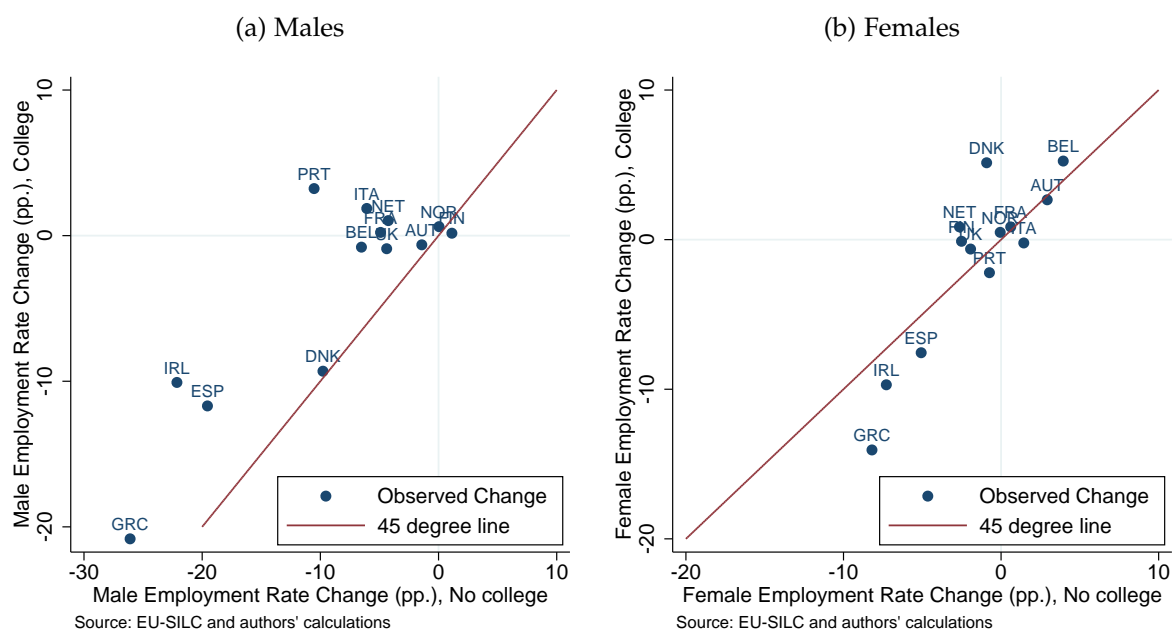 (a) Males
Male Employment Rate Change (pp.), College
10
0
-10
-20
PRT
ITA
NET
FRA
NOR
FIN
BEL
UK
AUT
DNK
IRL
ESP
GRC
Observed Change
45 degree line
-30 -20 -10 0 10
Male Employment Rate Change (pp.), No college
Source: EU-SILC and authors' calculations
(b) Females
Female Employment Rate Change (pp.), College
10
0
-10
-20
DNK
BEL
AUT
NET
FRA
NOR
FIN
UK
ITA
PRT
ESP
IRL
GRC
Observed Change
45 degree line
-20 -10 0 10
Female Employment Rate Change (pp.), No college
Source: EU-SILC and authors' calculations